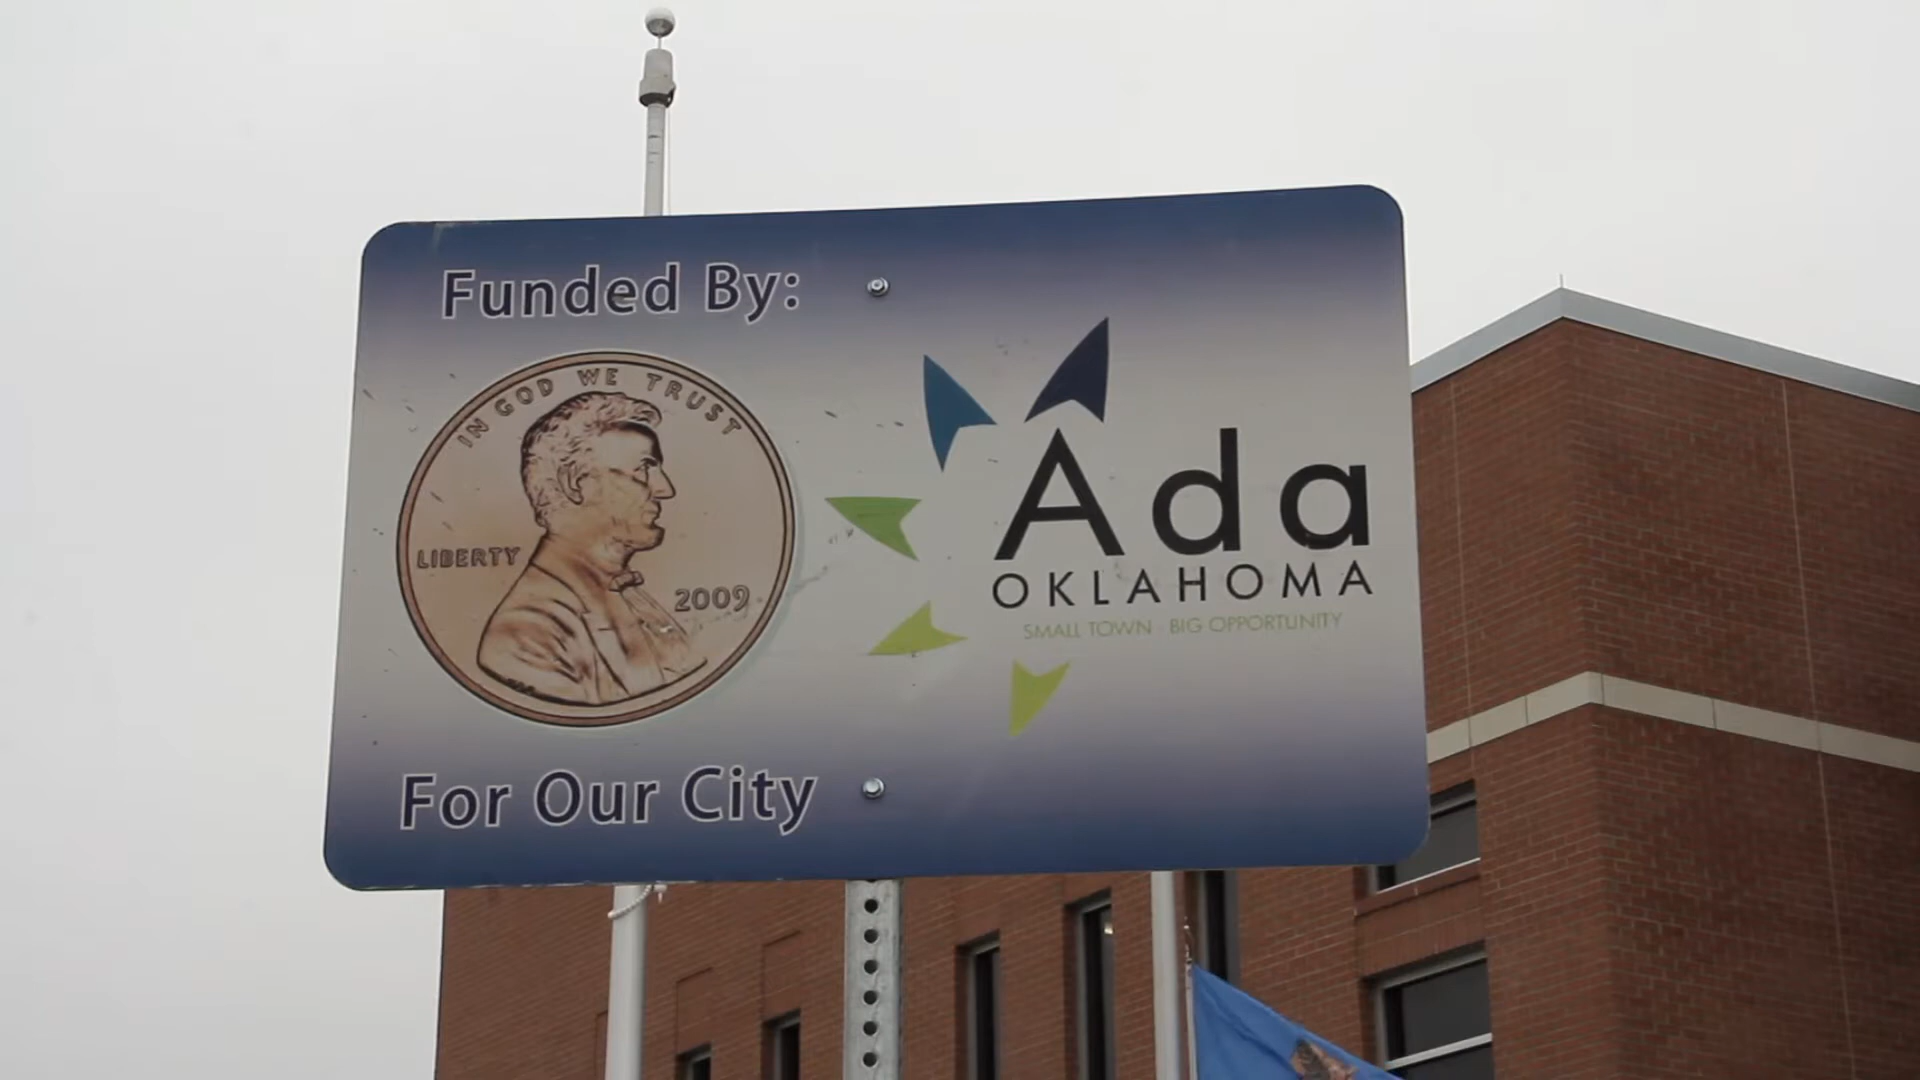 Funded By:
IN GOD WE TRUST
LIBERTY
2009
Ada
OKLAHOMA
SMALL TOWN BIG OPPORTUNITY
For Our City